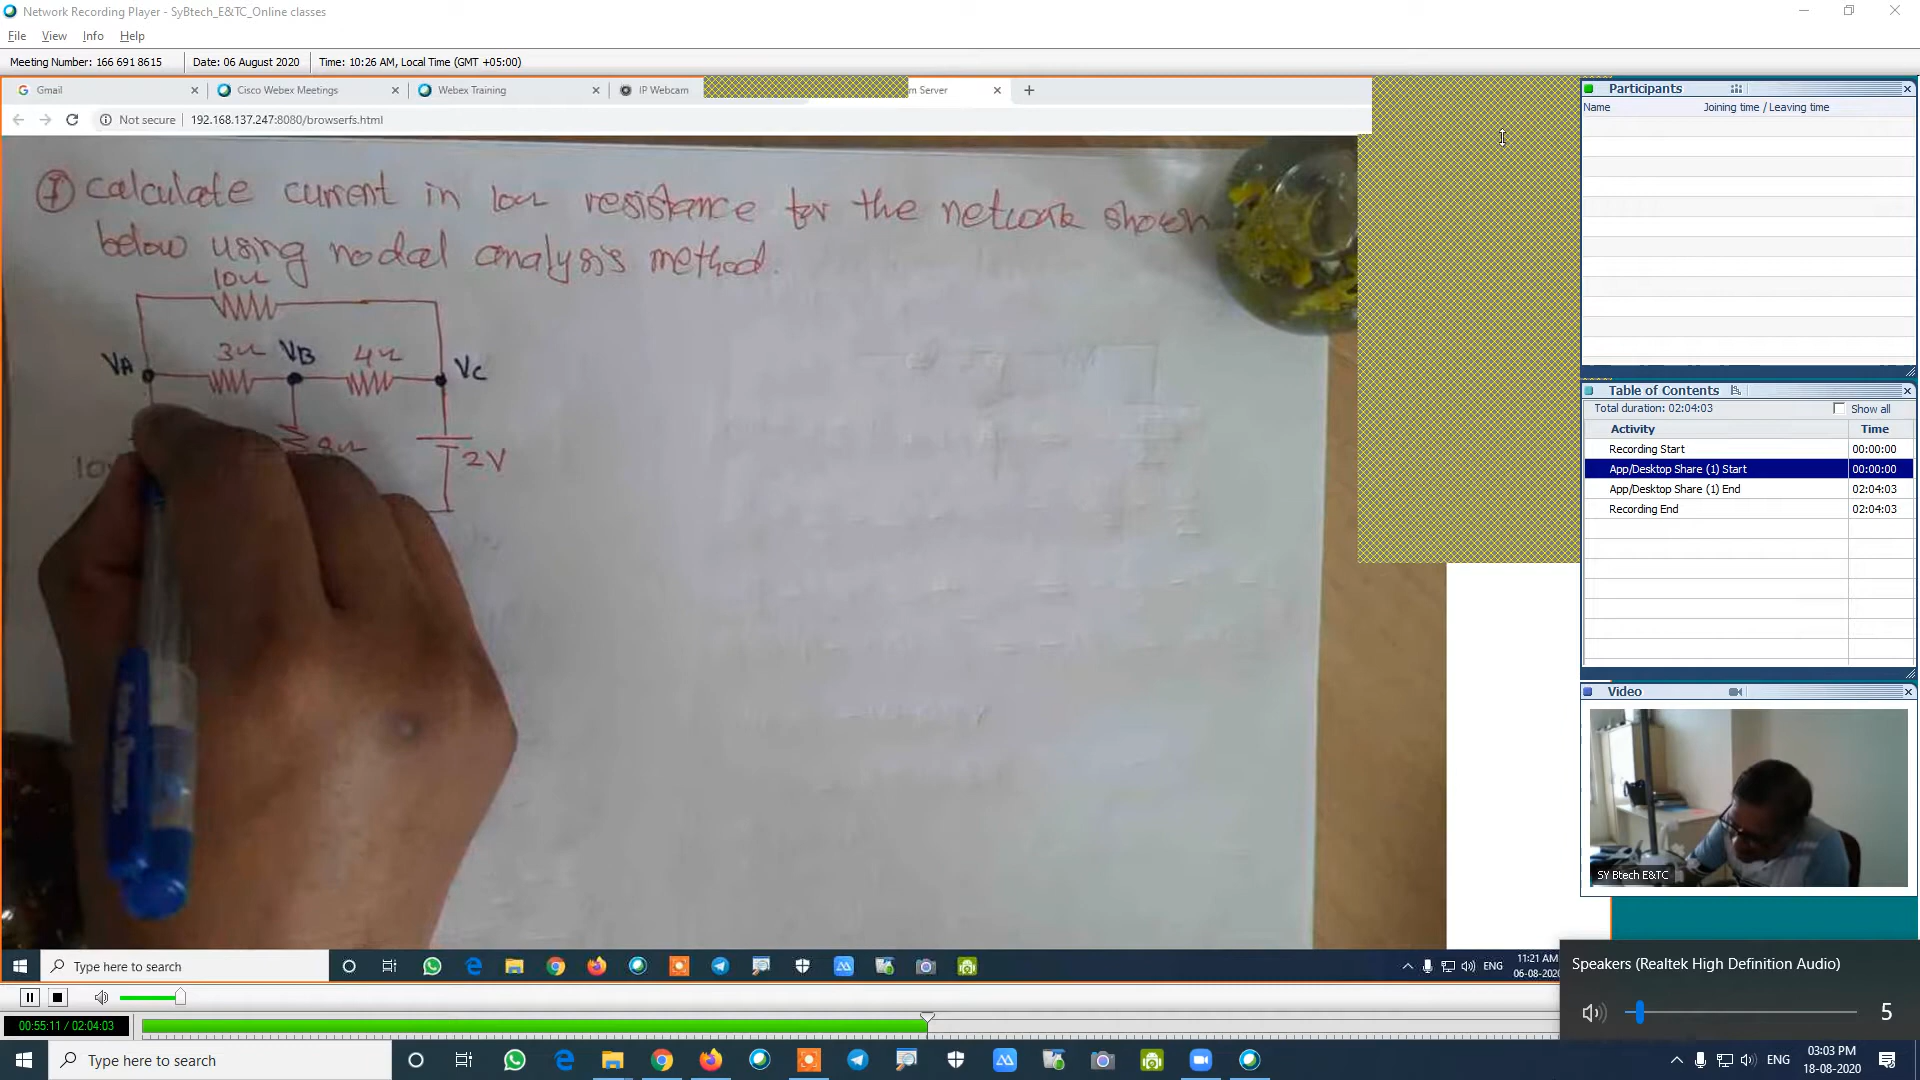 Network Recording Player - SyBtech_E&TC_Online classes
File View Info Help
Meeting Number: 166 691 8615 Date: 06 August 2020 Time: 10:26 AM, Local Time (GMT +05:00)
Gmail Cisco Webex Meetings Webex Training IP Webcam m Server
Not secure 192.168.137.247:8080/browserfs.html
① Calculate current in 10Ω resistance for the network shown
below using nodal analysis method.
10Ω
3Ω VB 4Ω
VA VC
8Ω
10
2V
Participants
Name Joining time / Leaving time
Table of Contents
Total duration: 02:04:03 Show all
Activity Time
Recording Start 00:00:00
App/Desktop Share (1) Start 00:00:00
App/Desktop Share (1) End 02:04:03
Recording End 02:04:03
Video
SY Btech E&TC
Type here to search
ENG
11:21 AM
06-08-2020
Speakers (Realtek High Definition Audio)
5
00:55:11 / 02:04:03
Type here to search
ENG
03:03 PM
18-08-2020